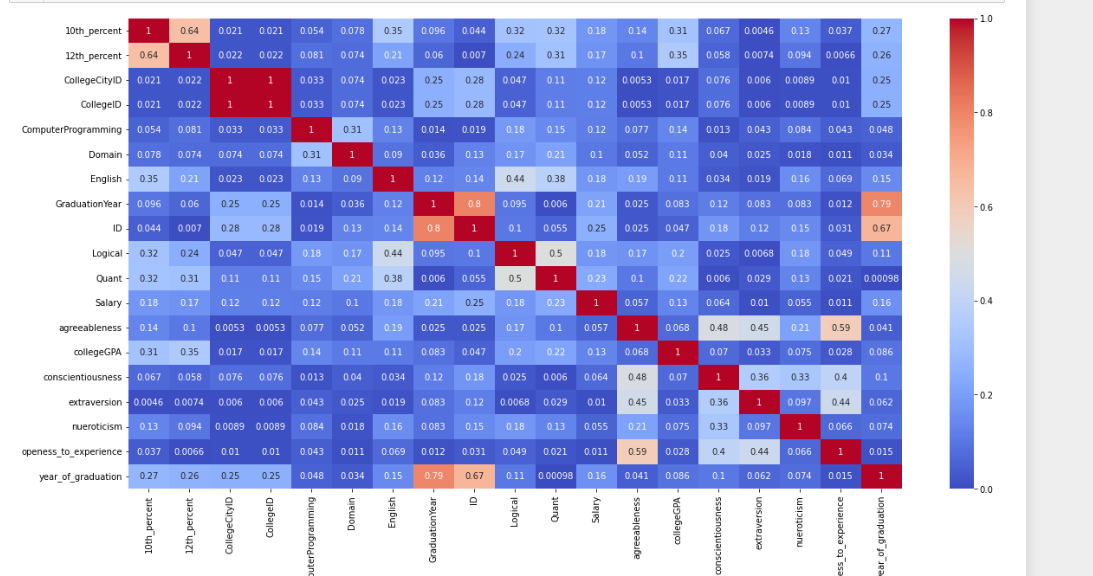 10th_percent 1 0.64 0.021 0.021 0.054 0.078 0.35 0.096 0.044 0.32 0.32 0.18 0.14 0.31 0.067 0.0046 0.13 0.037 0.27
12th_percent 0.64 1 0.022 0.022 0.081 0.074 0.21 0.06 0.007 0.24 0.31 0.17 0.1 0.35 0.058 0.0074 0.094 0.0066 0.26
CollegeCityID 0.021 0.022 1 1 0.033 0.074 0.023 0.25 0.28 0.047 0.11 0.12 0.0053 0.017 0.076 0.006 0.0089 0.01 0.25
CollegeID 0.021 0.022 1 1 0.033 0.074 0.023 0.25 0.28 0.047 0.11 0.12 0.0053 0.017 0.076 0.006 0.0089 0.01 0.25
ComputerProgramming 0.054 0.081 0.033 0.033 1 0.31 0.13 0.014 0.019 0.18 0.15 0.12 0.077 0.14 0.013 0.043 0.084 0.043 0.048
Domain 0.078 0.074 0.074 0.074 0.31 1 0.09 0.036 0.13 0.17 0.21 0.1 0.052 0.11 0.04 0.025 0.018 0.011 0.034
English 0.35 0.21 0.023 0.023 0.13 0.09 1 0.12 0.14 0.44 0.38 0.18 0.19 0.11 0.034 0.019 0.16 0.069 0.15
GraduationYear 0.096 0.06 0.25 0.25 0.014 0.036 0.12 1 0.8 0.095 0.006 0.21 0.025 0.083 0.12 0.083 0.083 0.012 0.79
ID 0.044 0.007 0.28 0.28 0.019 0.13 0.14 0.8 1 0.1 0.055 0.25 0.025 0.047 0.18 0.12 0.15 0.031 0.67
Logical 0.32 0.24 0.047 0.047 0.18 0.17 0.44 0.095 0.1 1 0.5 0.18 0.17 0.2 0.025 0.0068 0.18 0.049 0.11
Quant 0.32 0.31 0.11 0.11 0.15 0.21 0.38 0.006 0.055 0.5 1 0.23 0.1 0.22 0.006 0.029 0.13 0.021 0.00098
Salary 0.18 0.17 0.12 0.12 0.12 0.1 0.18 0.21 0.25 0.18 0.23 1 0.057 0.13 0.064 0.01 0.055 0.011 0.16
agreeableness 0.14 0.1 0.0053 0.0053 0.077 0.052 0.19 0.025 0.025 0.17 0.1 0.057 1 0.068 0.48 0.45 0.21 0.59 0.041
collegeGPA 0.31 0.35 0.017 0.017 0.14 0.11 0.11 0.083 0.047 0.2 0.22 0.13 0.068 1 0.07 0.033 0.075 0.028 0.086
conscientiousness 0.067 0.058 0.076 0.076 0.013 0.04 0.034 0.12 0.18 0.025 0.006 0.064 0.48 0.07 1 0.36 0.33 0.4 0.1
extraversion 0.0046 0.0074 0.006 0.006 0.043 0.025 0.019 0.083 0.12 0.0068 0.029 0.01 0.45 0.033 0.36 1 0.097 0.44 0.062
nueroticism 0.13 0.094 0.0089 0.0089 0.084 0.018 0.16 0.083 0.15 0.18 0.13 0.055 0.21 0.075 0.33 0.097 1 0.066 0.074
openess_to_experience 0.037 0.0066 0.01 0.01 0.043 0.011 0.069 0.012 0.031 0.049 0.021 0.011 0.59 0.028 0.4 0.44 0.066 1 0.015
year_of_graduation 0.27 0.26 0.25 0.25 0.048 0.034 0.15 0.79 0.67 0.11 0.00098 0.16 0.041 0.086 0.1 0.062 0.074 0.015 1
10th_percent
12th_percent
CollegeCityID
CollegeID
puterProgramming
Domain
English
GraduationYear
ID
Logical
Quant
Salary
agreeableness
collegeGPA
conscientiousness
extraversion
nueroticism
ess_to_experience
ear_of_graduation
1.0
0.8
0.6
0.4
0.2
0.0